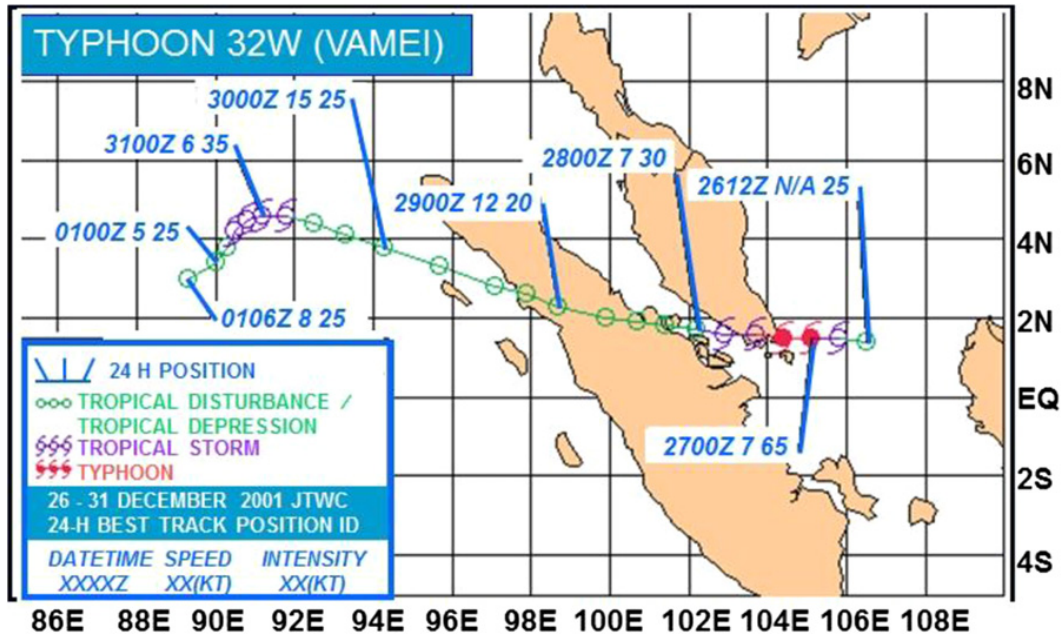 TYPHOON 32W (VAMEI)
3000Z 15 25
3100Z 6 35
2800Z 7 30
2612Z N/A 25
2900Z 12 20
0100Z 5 25
0106Z 8 25
2700Z 7 65
8N
6N
4N
2N
EQ
2S
4S
24 H POSITION
TROPICAL DISTURBANCE /
TROPICAL DEPRESSION
TROPICAL STORM
TYPHOON
26 - 31 DECEMBER 2001 JTWC
24-H BEST TRACK POSITION ID
DATETIME SPEED INTENSITY
XXXXZ XX(KT) XX(KT)
86E 88E 90E 92E 94E 96E 98E 100E 102E 104E 106E 108E